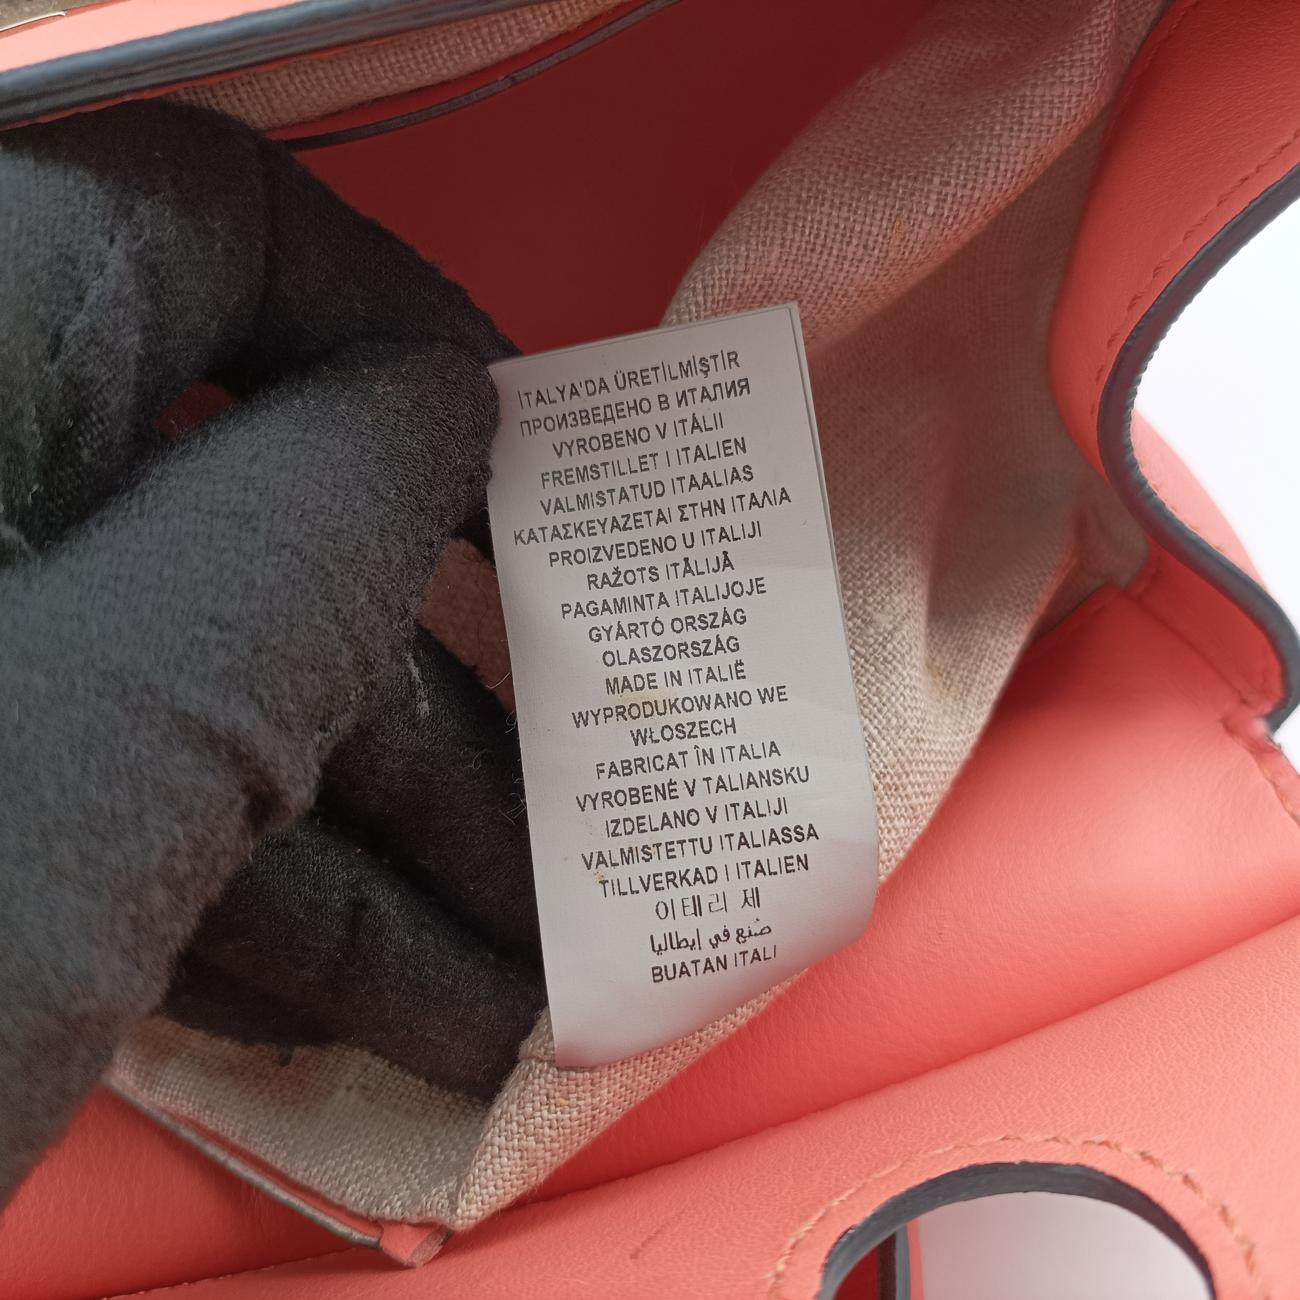 İTALYA'DA ÜRETİLMİŞTİR
ПРОИЗВЕДЕНО В ИТАЛИЯ
VYROBENO V ITÁLII
FREMSTILLET I ITALIEN
VALMISTATUD ITAALIAS
ΚΑΤΑΣΚΕΥΑΖΕΤΑΙ ΣΤΗΝ ΙΤΑΛΙΑ
PROIZVEDENO U ITALIJI
RAŽOTS ITĀLIJĀ
PAGAMINTA ITALIJOJE
GYÁRTÓ ORSZÁG
OLASZORSZÁG
MADE IN ITALIË
WYPRODUKOWANO WE
WŁOSZECH
FABRICAT ÎN ITALIA
VYROBENÉ V TALIANSKU
IZDELANO V ITALIJI
VALMISTETTU ITALIASSA
TILLVERKAD I ITALIEN
이테리 제
صُنع في إيطاليا
BUATAN ITALI